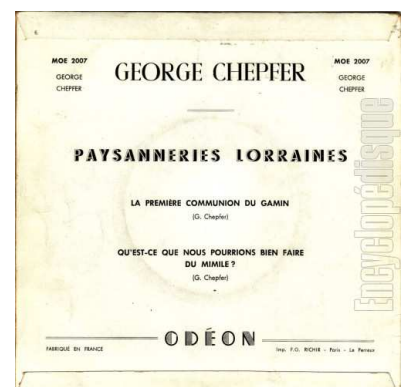 MOE 2007
GEORGE
CHEPFER
GEORGE CHEPFER
MOE 2007
GEORGE
CHEPFER
PAYSANNERIES LORRAINES
LA PREMIÈRE COMMUNION DU GAMIN
(G. Chepfer)
QU'EST-CE QUE NOUS POURRIONS BIEN FAIRE
DU MIMILE ?
(G. Chepfer)
FABRIQUÉ EN FRANCE
ODÉON
Imp. P.G. RICHIR - Paris - Le Perreux
Encyclopédisque